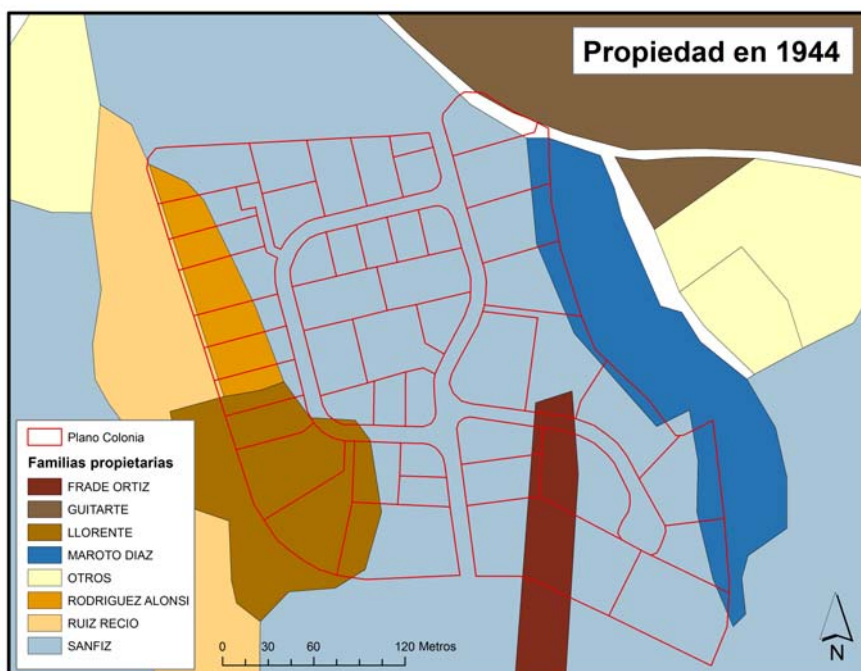 Propiedad en 1944
Plano Colonia
Familias propietarias
FRADE ORTIZ
GUITARTE
LLORENTE
MAROTO DIAZ
OTROS
RODRIGUEZ ALONSI
RUIZ RECIO
SANFIZ
0 30 60 120 Metros
N